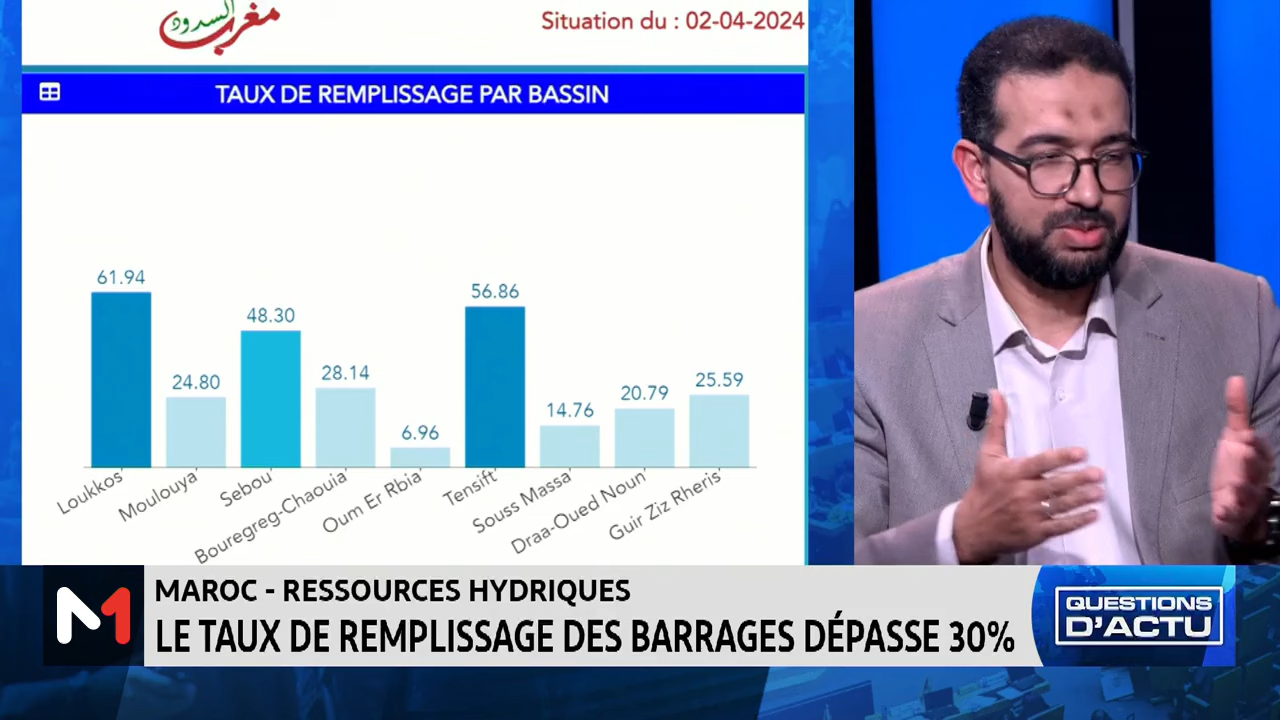 مغرب السدود
Situation du : 02-04-2024
TAUX DE REMPLISSAGE PAR BASSIN
61.94
24.80
48.30
28.14
6.96
56.86
14.76
20.79
25.59
Loukkos
Moulouya
Sebou
Bouregreg-Chaouia
Oum Er Rbia
Tensift
Souss Massa
Draa-Oued Noun
Guir Ziz Rheris
M1
MAROC - RESSOURCES HYDRIQUES
LE TAUX DE REMPLISSAGE DES BARRAGES DÉPASSE 30%
QUESTIONS
D'ACTU